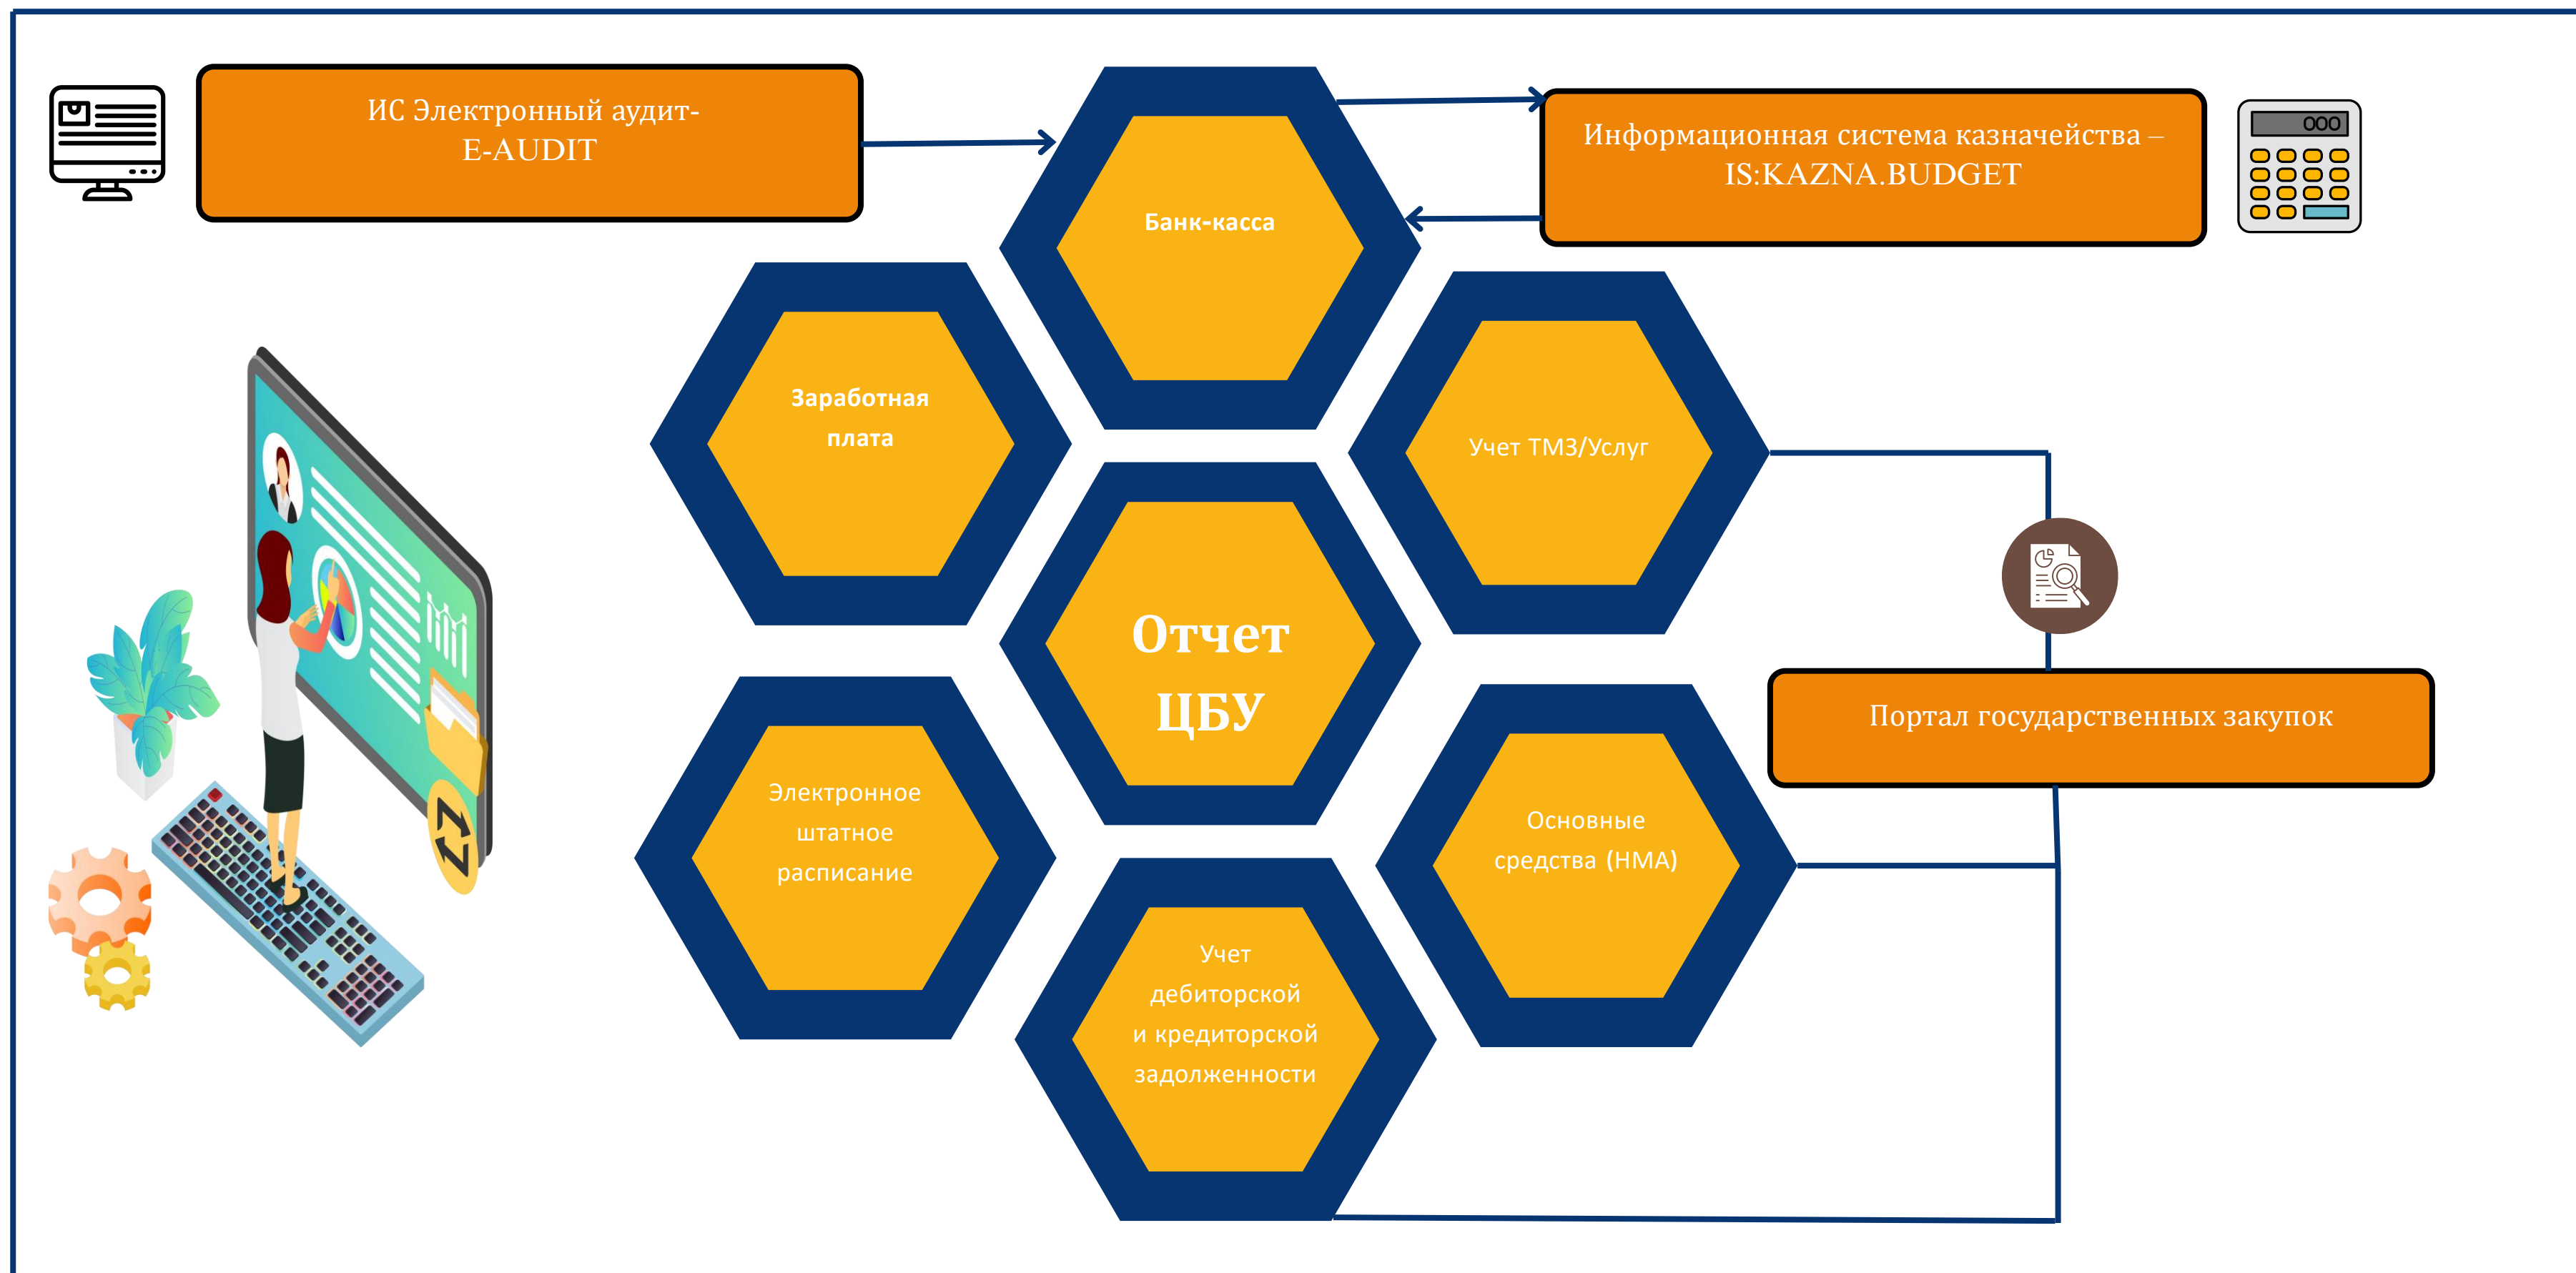 ИС Электронный аудит-
E-AUDIT
Информационная система казначейства –
IS:KAZNA.BUDGET
000
Банк-касса
Заработная
плата
Учет ТМЗ/Услуг
Отчет
ЦБУ
Портал государственных закупок
Электронное
штатное
расписание
Основные
средства (НМА)
Учет
дебиторской
и кредиторской
задолженности